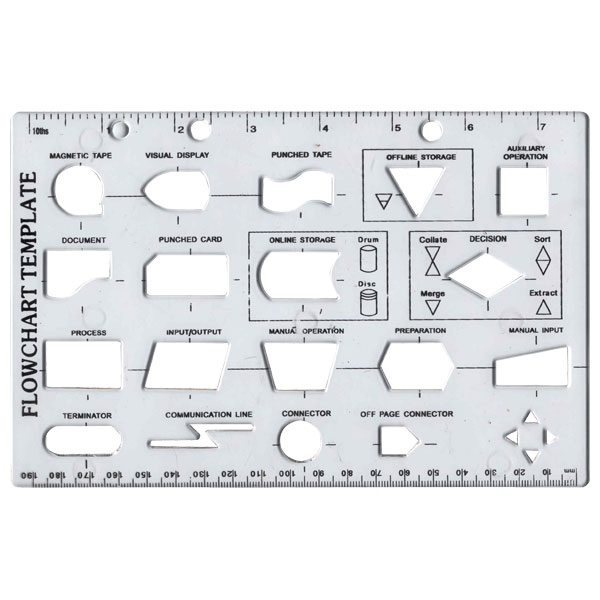 10ths 1 2 3 4 5 6 7
MAGNETIC TAPE VISUAL DISPLAY PUNCHED TAPE OFFLINE STORAGE AUXILIARY OPERATION
FLOWCHART TEMPLATE
DOCUMENT PUNCHED CARD ONLINE STORAGE Drum Collate DECISION Sort
Disc Merge Extract
PROCESS INPUT/OUTPUT MANUAL OPERATION PREPARATION MANUAL INPUT
TERMINATOR COMMUNICATION LINE CONNECTOR OFF PAGE CONNECTOR
190 180 170 160 150 140 130 120 110 100 90 80 70 60 50 40 30 20 10 mm